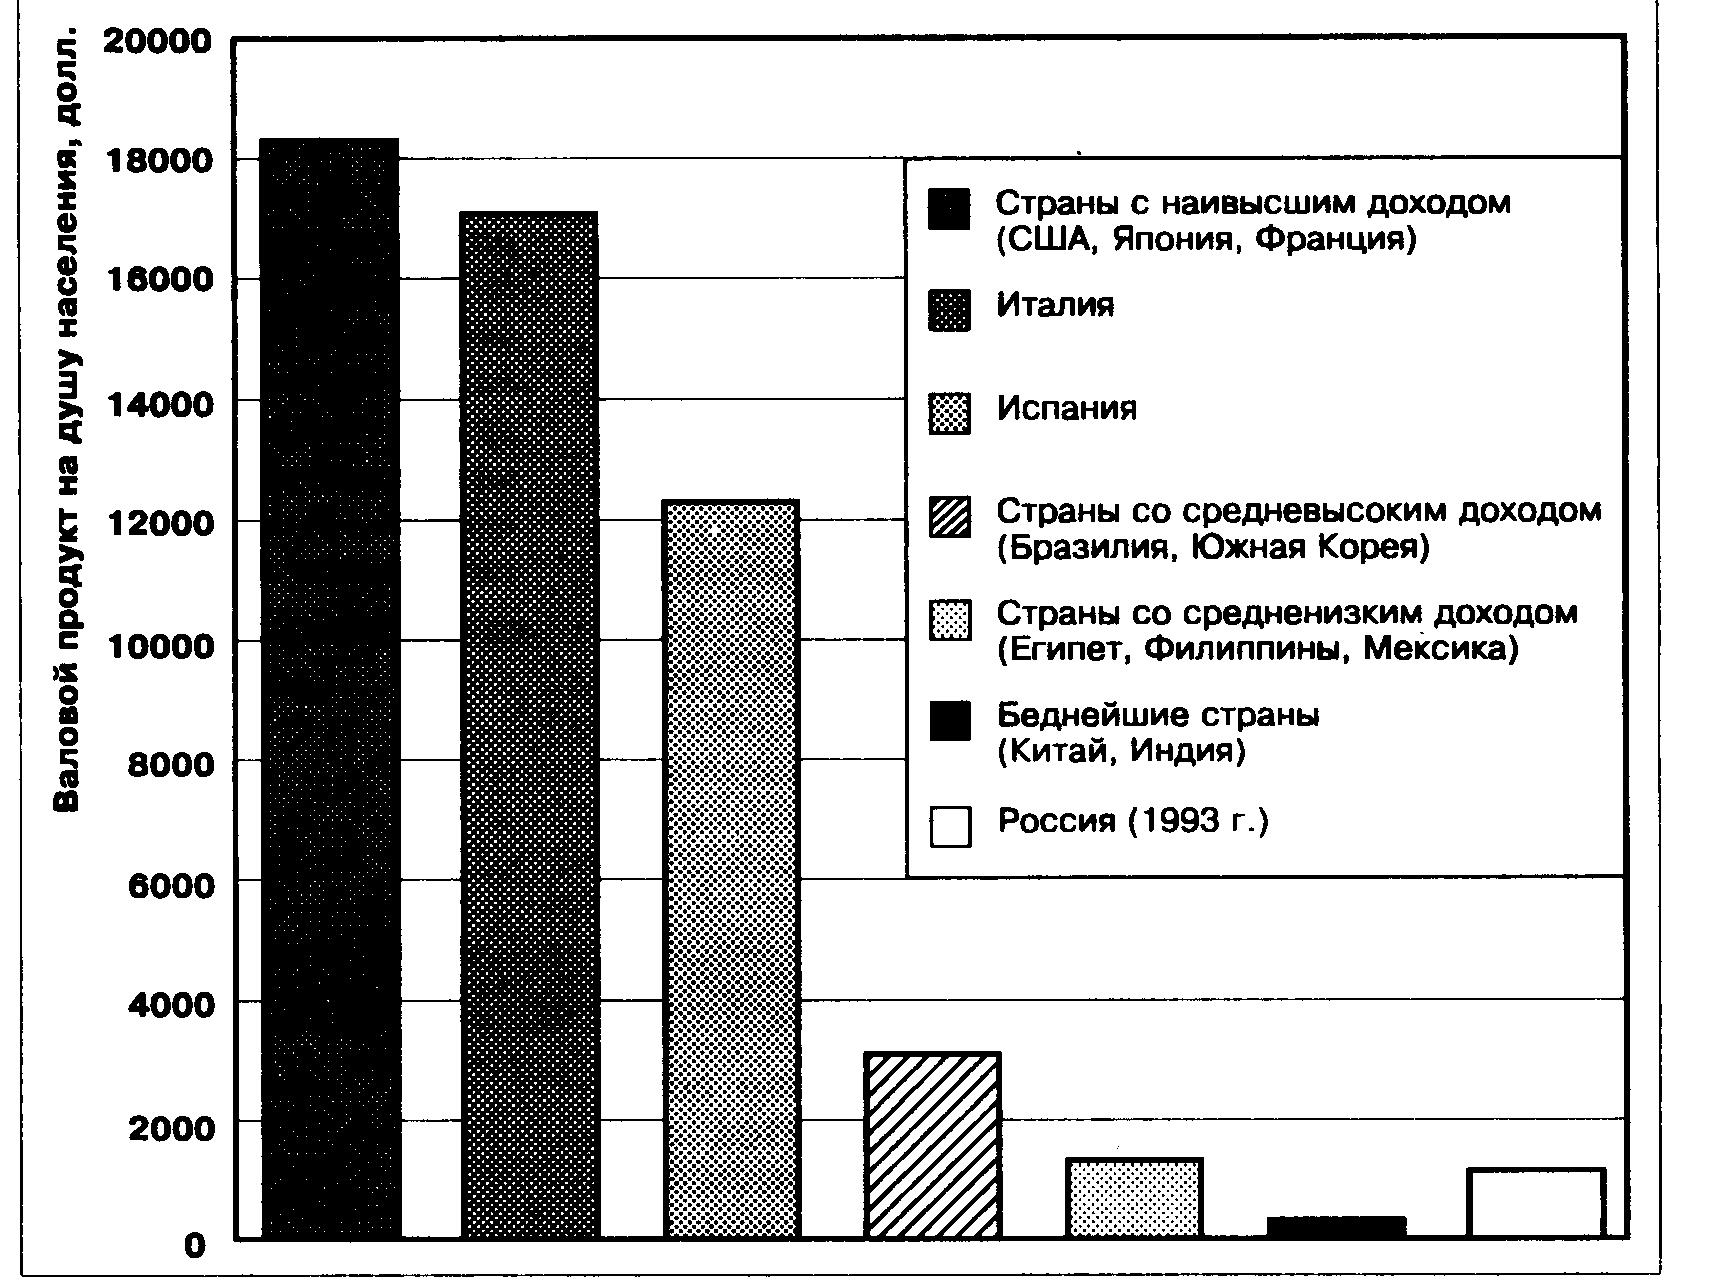 Валовой продукт на душу населения, долл.
20000
18000
16000
14000
12000
10000
8000
6000
4000
2000
0
Страны с наивысшим доходом
(США, Япония, Франция)
Италия
Испания
Страны со средневысоким доходом
(Бразилия, Южная Корея)
Страны со средненизким доходом
(Египет, Филиппины, Мексика)
Беднейшие страны
(Китай, Индия)
Россия (1993 г.)